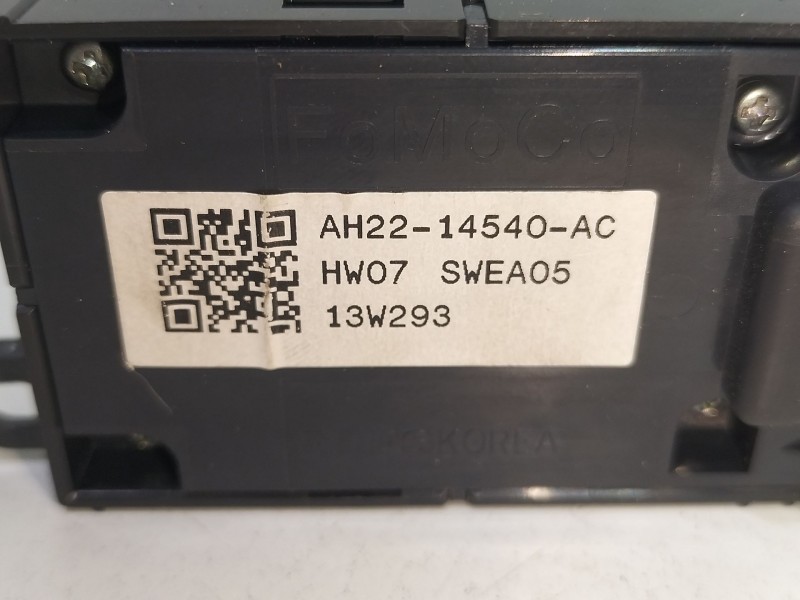 FoMoCo
AH22-14540-AC
HW07 SWEA05
13W293
KOREA